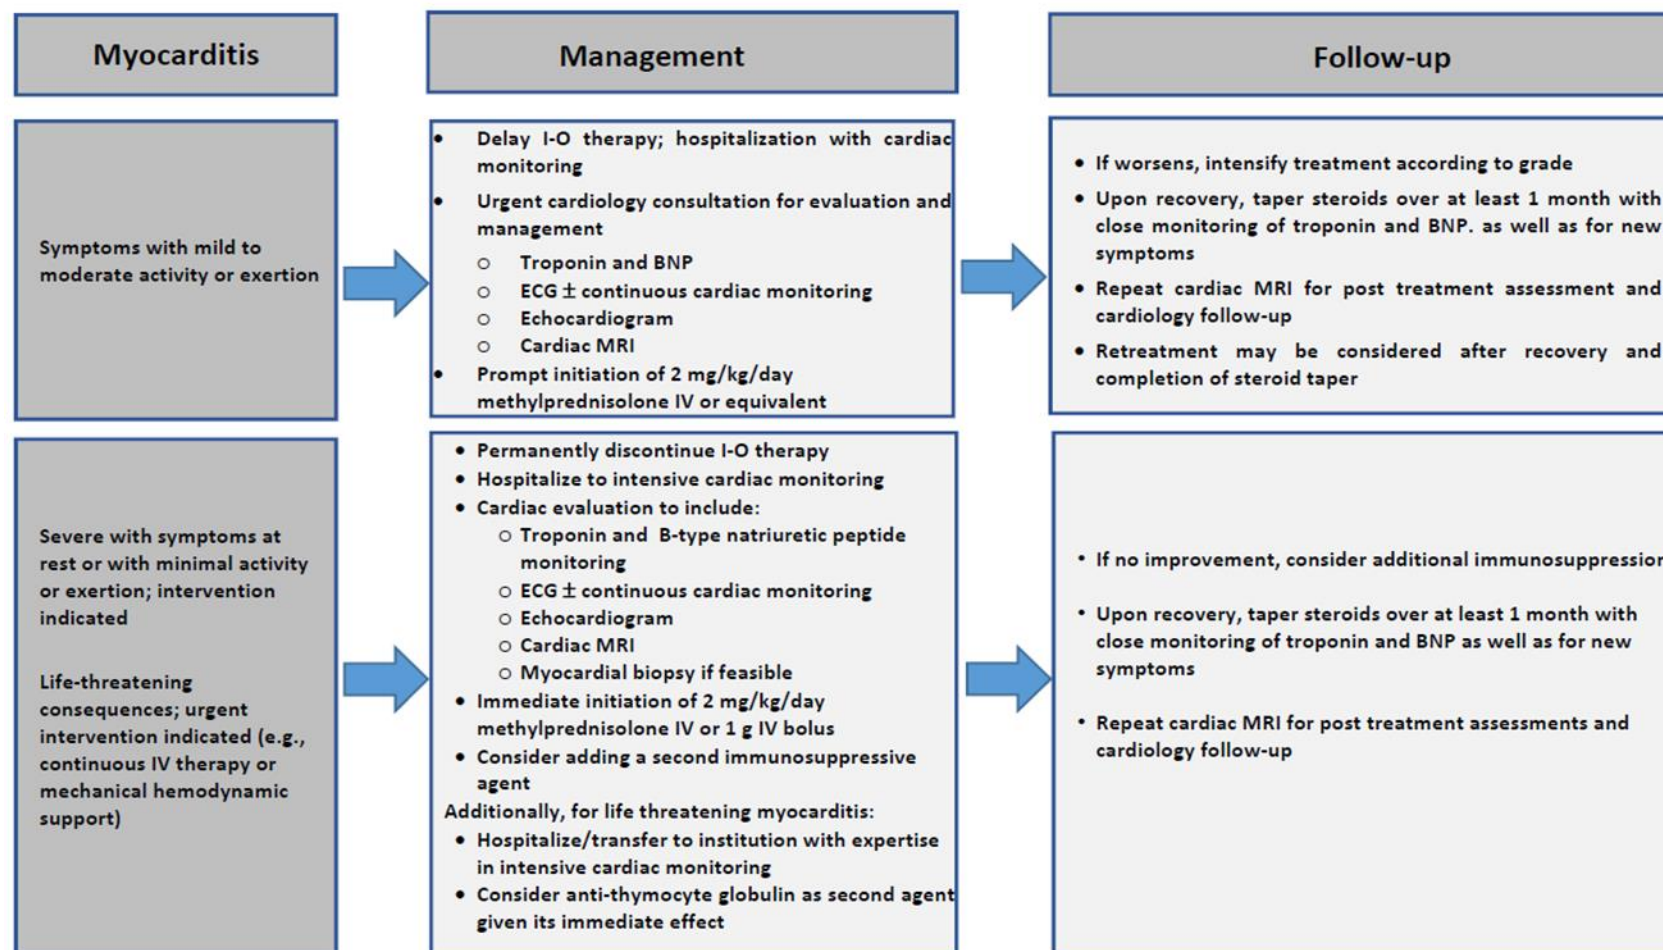 Myocarditis
Management
Follow-up
Symptoms with mild to
moderate activity or exertion
• Delay I-O therapy; hospitalization with cardiac
monitoring
• Urgent cardiology consultation for evaluation and
management
o Troponin and BNP
o ECG ± continuous cardiac monitoring
o Echocardiogram
o Cardiac MRI
• Prompt initiation of 2 mg/kg/day
methylprednisolone IV or equivalent
• If worsens, intensify treatment according to grade
• Upon recovery, taper steroids over at least 1 month with
close monitoring of troponin and BNP. as well as for new
symptoms
• Repeat cardiac MRI for post treatment assessment and
cardiology follow-up
• Retreatment may be considered after recovery and
completion of steroid taper
Severe with symptoms at
rest or with minimal activity
or exertion; intervention
indicated
Life-threatening
consequences; urgent
intervention indicated (e.g.,
continuous IV therapy or
mechanical hemodynamic
support)
• Permanently discontinue I-O therapy
• Hospitalize to intensive cardiac monitoring
• Cardiac evaluation to include:
o Troponin and B-type natriuretic peptide
monitoring
o ECG ± continuous cardiac monitoring
o Echocardiogram
o Cardiac MRI
o Myocardial biopsy if feasible
• Immediate initiation of 2 mg/kg/day
methylprednisolone IV or 1 g IV bolus
• Consider adding a second immunosuppressive
agent
Additionally, for life threatening myocarditis:
• Hospitalize/transfer to institution with expertise
in intensive cardiac monitoring
• Consider anti-thymocyte globulin as second agent
given its immediate effect
• If no improvement, consider additional immunosuppression
• Upon recovery, taper steroids over at least 1 month with
close monitoring of troponin and BNP as well as for new
symptoms
• Repeat cardiac MRI for post treatment assessments and
cardiology follow-up